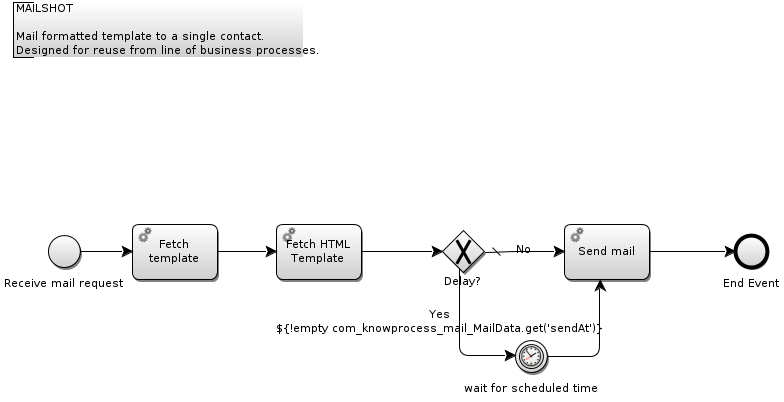 MAILSHOT
Mail formatted template to a single contact.
Designed for reuse from line of business processes.
Receive mail request
Fetch
template
Fetch HTML
Template
Delay?
No
Send mail
End Event
Yes
${!empty com_knowprocess_mail_MailData.get('sendAt')}
wait for scheduled time